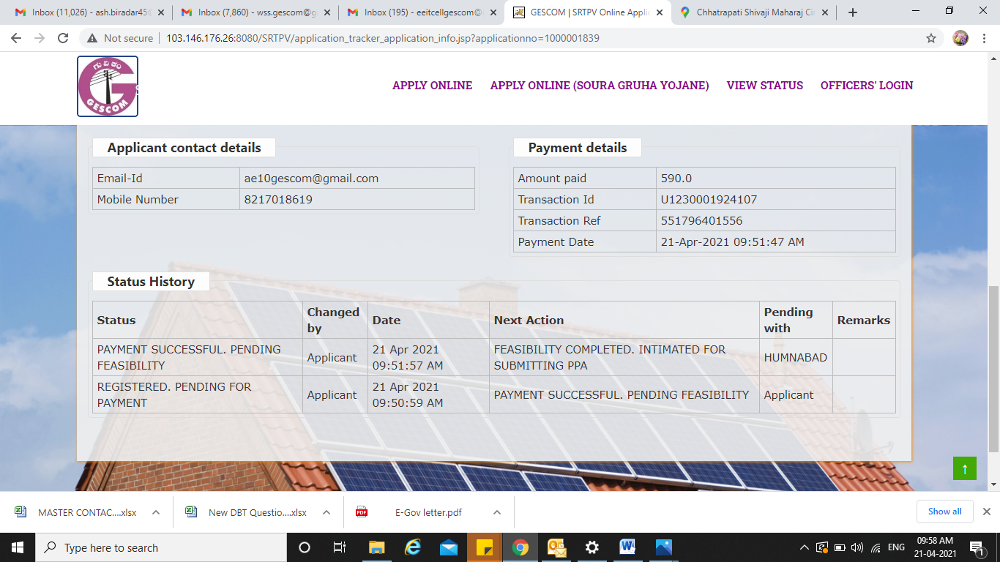 Inbox (11,026) - ash.biradar45
Inbox (7,860) - wss.gescom@g
Inbox (195) - eeitcellgescom@
GESCOM | SRTPV Online Applic
Chhatrapati Shivaji Maharaj Cir
Not secure | 103.146.176.26:8080/SRTPV/application_tracker_application_info.jsp?applicationno=1000001839
GESCOM
APPLY ONLINE APPLY ONLINE (SOURA GRUHA YOJANE) VIEW STATUS OFFICERS' LOGIN
Applicant contact details
Email-Id ae10gescom@gmail.com
Mobile Number 8217018619
Payment details
Amount paid 590.0
Transaction Id U1230001924107
Transaction Ref 551796401556
Payment Date 21-Apr-2021 09:51:47 AM
Status History
Status Changed by Date Next Action Pending with Remarks
PAYMENT SUCCESSFUL. PENDING FEASIBILITY Applicant 21 Apr 2021 09:51:57 AM FEASIBILITY COMPLETED. INTIMATED FOR SUBMITTING PPA HUMNABAD
REGISTERED. PENDING FOR PAYMENT Applicant 21 Apr 2021 09:50:59 AM PAYMENT SUCCESSFUL. PENDING FEASIBILITY Applicant
MASTER CONTAC....xlsx
New DBT Questio....xlsx
PDF
E-Gov letter.pdf
Show all
Type here to search
ENG
09:58 AM
21-04-2021
1